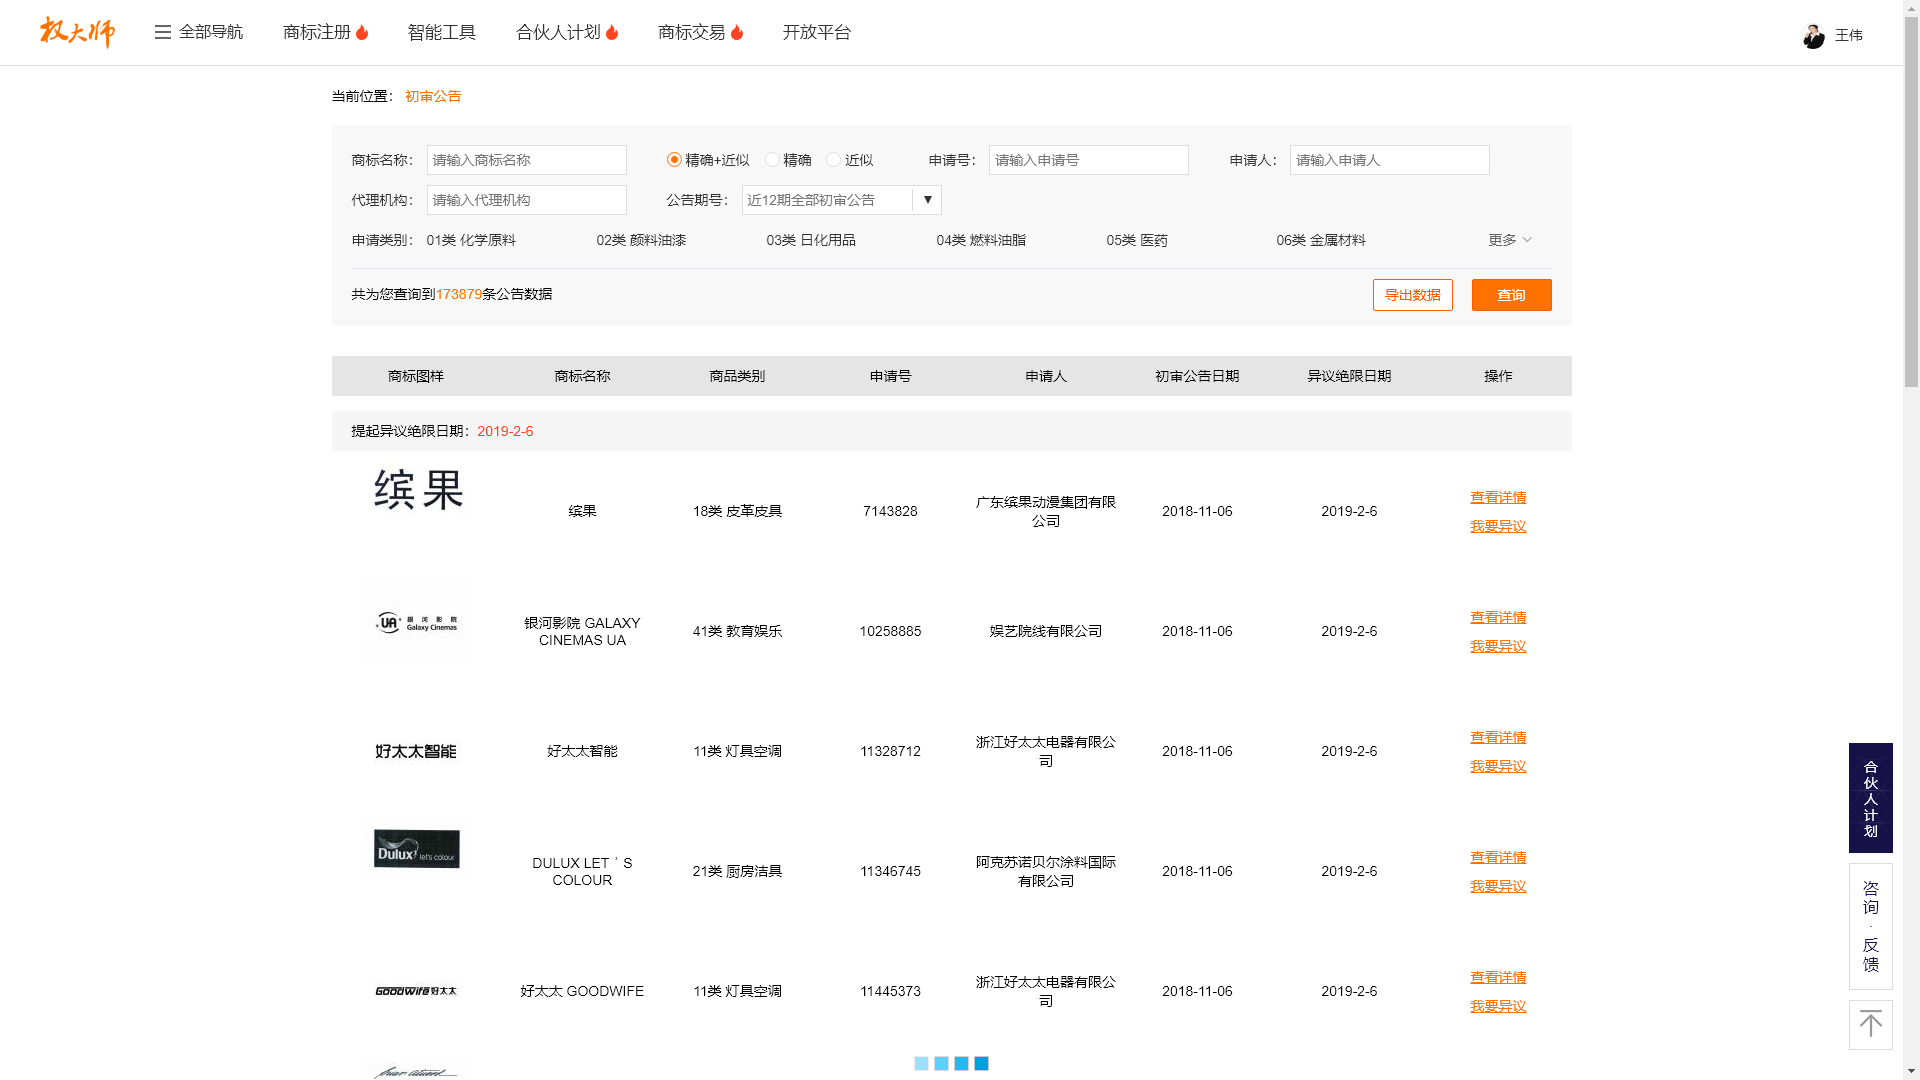 权大师 全部导航 商标注册 智能工具 合伙人计划 商标交易 开放平台 王伟
当前位置： 初审公告
商标名称： 请输入商标名称 精确+近似 精确 近似 申请号： 请输入申请号 申请人： 请输入申请人
代理机构： 请输入代理机构 公告期号： 近12期全部初审公告 ▼
申请类别： 01类 化学原料 02类 颜料油漆 03类 日化用品 04类 燃料油脂 05类 医药 06类 金属材料 更多
共为您查询到173879条公告数据 导出数据 查询
商标图样 商标名称 商品类别 申请号 申请人 初审公告日期 异议绝限日期 操作
提起异议绝限日期：2019-2-6
缤果 缤果 18类 皮革皮具 7143828 广东缤果动漫集团有限
公司 2018-11-06 2019-2-6 查看详情
我要异议
UA 银河影院
Galaxy Cinemas 银河影院 GALAXY
CINEMAS UA 41类 教育娱乐 10258885 娱艺院线有限公司 2018-11-06 2019-2-6 查看详情
我要异议
好太太智能 好太太智能 11类 灯具空调 11328712 浙江好太太电器有限公
司 2018-11-06 2019-2-6 查看详情
我要异议
Dulux let's colour DULUX LET＇S
COLOUR 21类 厨房洁具 11346745 阿克苏诺贝尔涂料国际
有限公司 2018-11-06 2019-2-6 查看详情
我要异议
GOODWIFE好太太 好太太 GOODWIFE 11类 灯具空调 11445373 浙江好太太电器有限公
司 2018-11-06 2019-2-6 查看详情
我要异议
合伙人计划
咨询·反馈